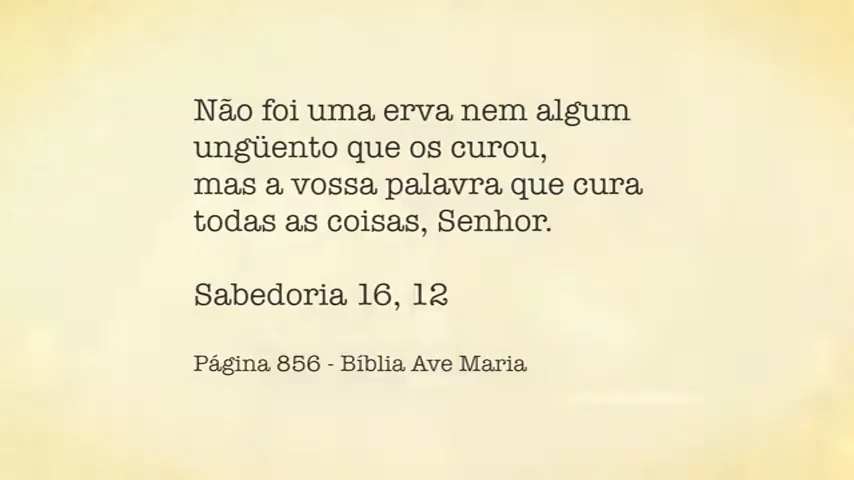 Não foi uma erva nem algum
ungüento que os curou,
mas a vossa palavra que cura
todas as coisas, Senhor.
Sabedoria 16, 12
Página 856 - Bíblia Ave Maria